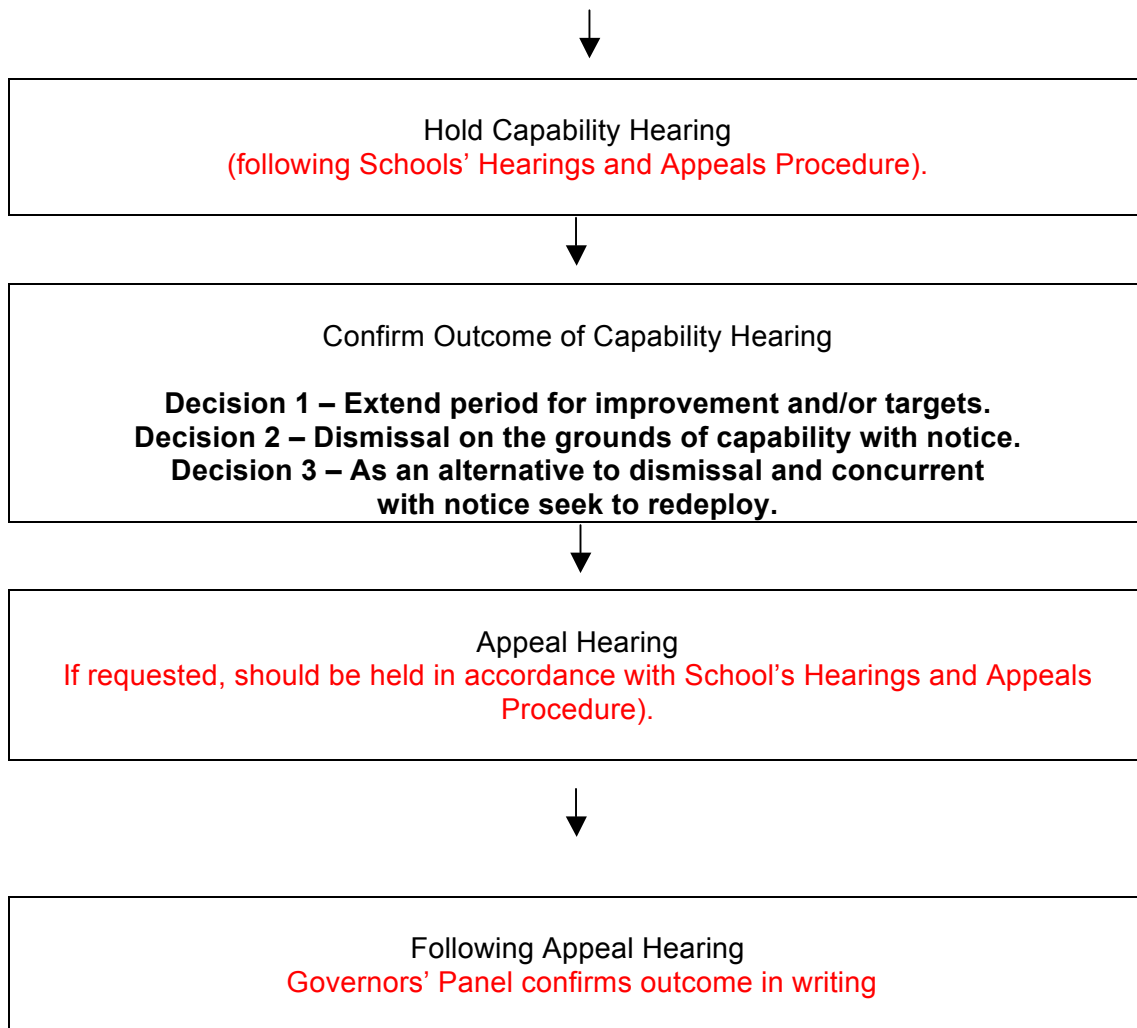 Hold Capability Hearing
(following Schools’ Hearings and Appeals Procedure).
Confirm Outcome of Capability Hearing
Decision 1 – Extend period for improvement and/or targets.
Decision 2 – Dismissal on the grounds of capability with notice.
Decision 3 – As an alternative to dismissal and concurrent
with notice seek to redeploy.
Appeal Hearing
If requested, should be held in accordance with School’s Hearings and Appeals
Procedure).
Following Appeal Hearing
Governors’ Panel confirms outcome in writing